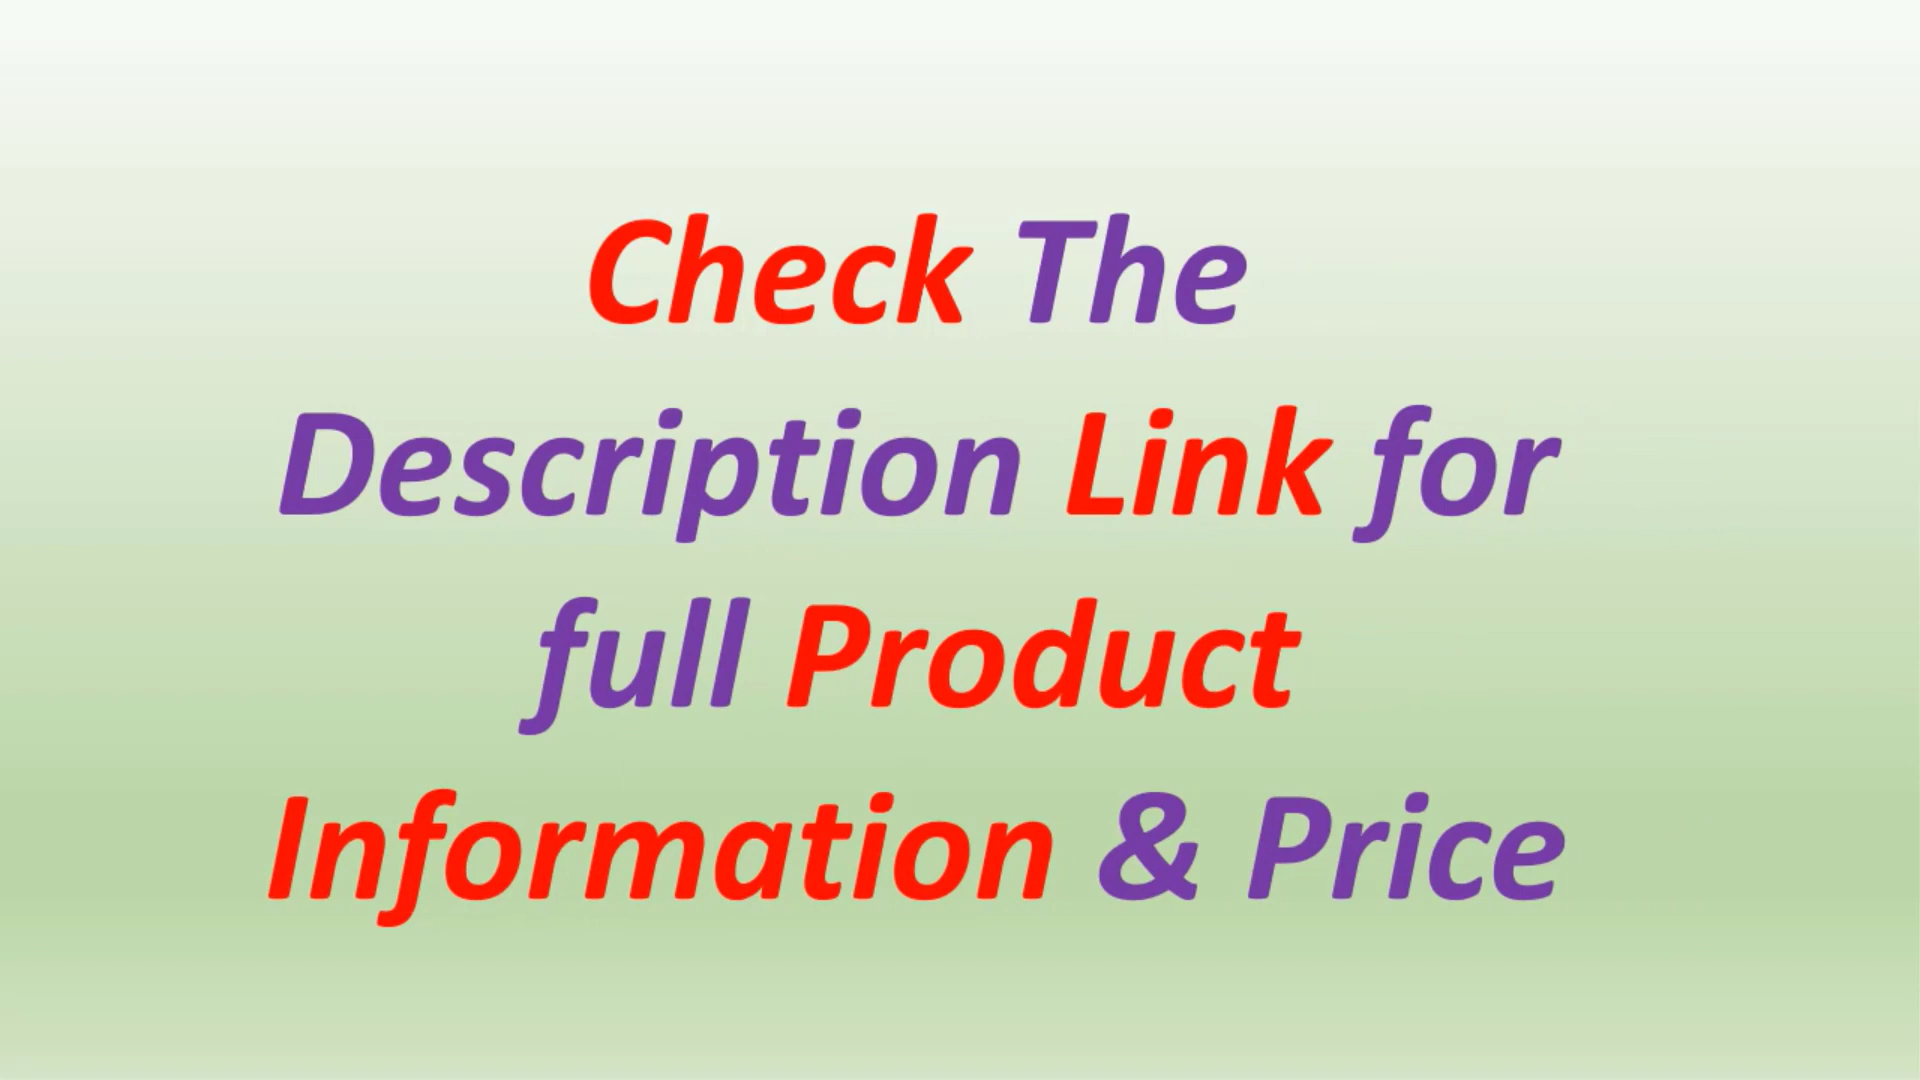 Check The
Description Link for
full Product
Information & Price